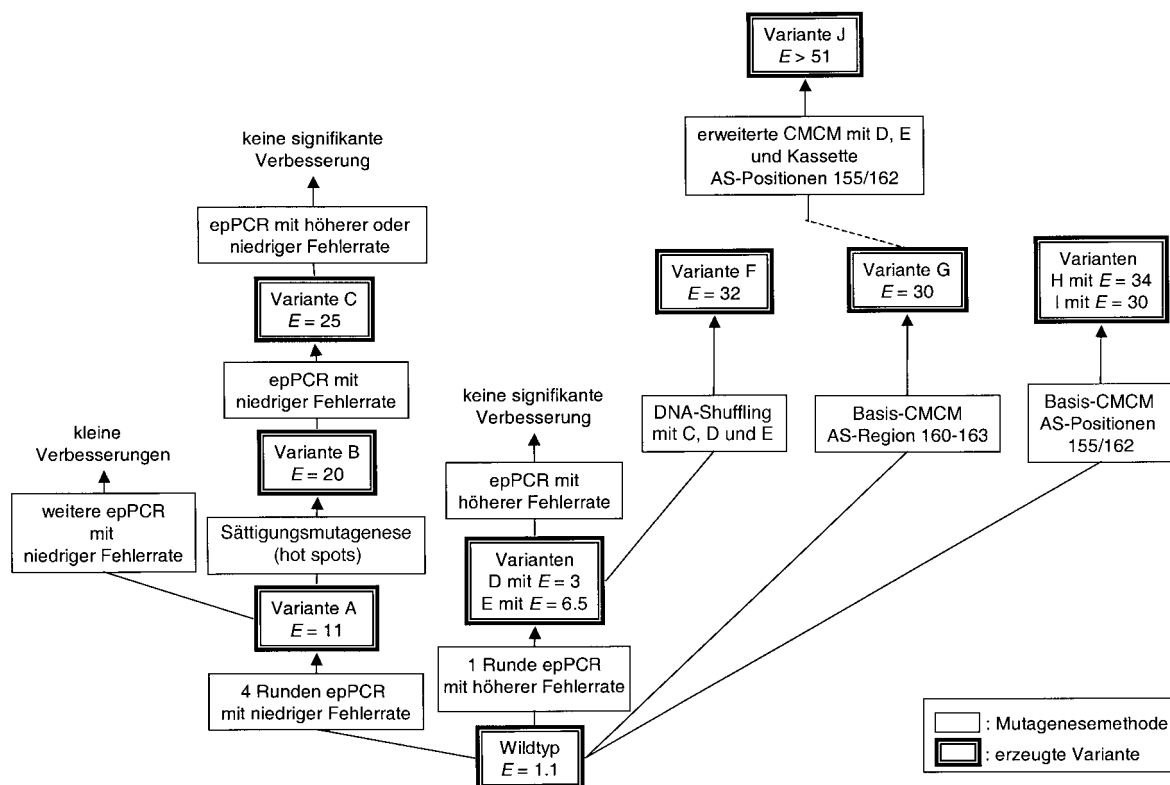 Variante J
E > 51
erweiterte CMCM mit D, E
und Kassette
AS-Positionen 155/162
keine signifikante
Verbesserung
epPCR mit höherer oder
niedriger Fehlerrate
Variante C
E = 25
epPCR mit
niedriger Fehlerrate
Variante B
E = 20
Sättigungsmutagenese
(hot spots)
kleine
Verbesserungen
weitere epPCR
mit
niedriger Fehlerrate
Variante A
E = 11
4 Runden epPCR
mit niedriger Fehlerrate
keine signifikante
Verbesserung
epPCR mit
höherer Fehlerrate
Varianten
D mit E = 3
E mit E = 6.5
1 Runde epPCR
mit höherer Fehlerrate
Wildtyp
E = 1.1
Variante F
E = 32
DNA-Shuffling
mit C, D und E
Variante G
E = 30
Basis-CMCM
AS-Region 160-163
Varianten
H mit E = 34
I mit E = 30
Basis-CMCM
AS-Positionen
155/162
: Mutagenesemethode
: erzeugte Variante